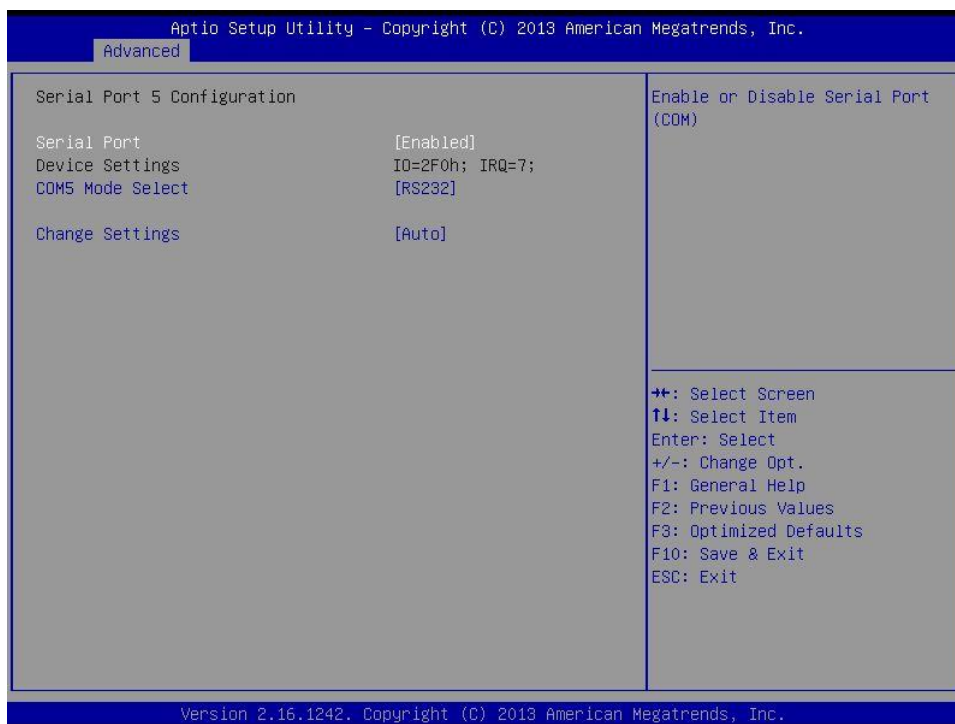 Aptio Setup Utility – Copyright (C) 2013 American Megatrends, Inc.
Advanced
Serial Port 5 Configuration
Serial Port [Enabled]
Device Settings IO=2F0h; IRQ=7;
COM5 Mode Select [RS232]
Change Settings [Auto]
Enable or Disable Serial Port
(COM)
→←: Select Screen
↑↓: Select Item
Enter: Select
+/-: Change Opt.
F1: General Help
F2: Previous Values
F3: Optimized Defaults
F10: Save & Exit
ESC: Exit
Version 2.16.1242. Copyright (C) 2013 American Megatrends, Inc.